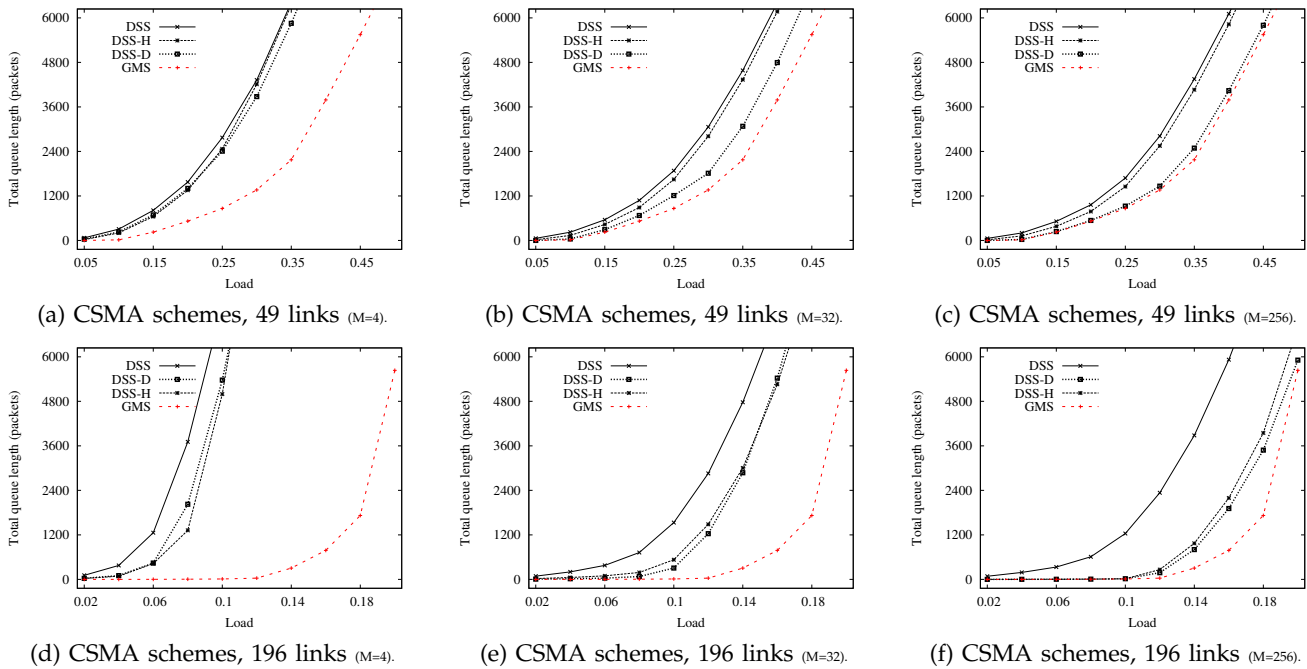 6000
4800
3600
2400
1200
0
Total queue length (packets)
DSS
DSS-H
DSS-D
GMS
0.05 0.15 0.25 0.35 0.45
Load
(a) CSMA schemes, 49 links (M=4).
6000
4800
3600
2400
1200
0
Total queue length (packets)
DSS
DSS-H
DSS-D
GMS
0.05 0.15 0.25 0.35 0.45
Load
(b) CSMA schemes, 49 links (M=32).
6000
4800
3600
2400
1200
0
Total queue length (packets)
DSS
DSS-H
DSS-D
GMS
0.05 0.15 0.25 0.35 0.45
Load
(c) CSMA schemes, 49 links (M=256).
6000
4800
3600
2400
1200
0
Total queue length (packets)
DSS
DSS-D
DSS-H
GMS
0.02 0.06 0.1 0.14 0.18
Load
(d) CSMA schemes, 196 links (M=4).
6000
4800
3600
2400
1200
0
Total queue length (packets)
DSS
DSS-D
DSS-H
GMS
0.02 0.06 0.1 0.14 0.18
Load
(e) CSMA schemes, 196 links (M=32).
6000
4800
3600
2400
1200
0
Total queue length (packets)
DSS
DSS-D
DSS-H
GMS
0.02 0.06 0.1 0.14 0.18
Load
(f) CSMA schemes, 196 links (M=256).